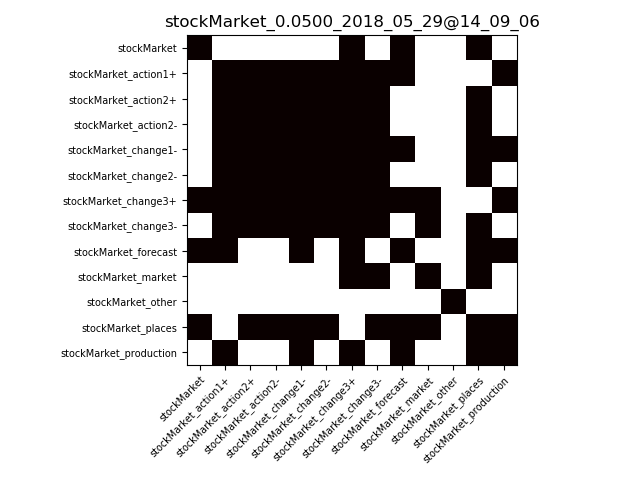 stockMarket_0.0500_2018_05_29@14_09_06
stockMarket
stockMarket_action1+
stockMarket_action2+
stockMarket_action2-
stockMarket_change1-
stockMarket_change2-
stockMarket_change3+
stockMarket_change3-
stockMarket_forecast
stockMarket_market
stockMarket_other
stockMarket_places
stockMarket_production
stockMarket
stockMarket_action1+
stockMarket_action2+
stockMarket_action2-
stockMarket_change1-
stockMarket_change2-
stockMarket_change3+
stockMarket_change3-
stockMarket_forecast
stockMarket_market
stockMarket_other
stockMarket_places
stockMarket_production